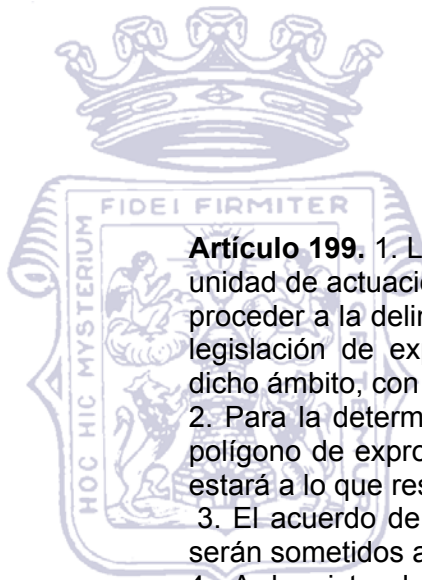 FIDEI FIRMITER
HOC HIC MYSTERIUM
Artículo 199. 1. L
unidad de actuació
proceder a la delir
legislación de ex
dicho ámbito, con
2. Para la determ
polígono de expro
estará a lo que res
3. El acuerdo de
serán sometidos a